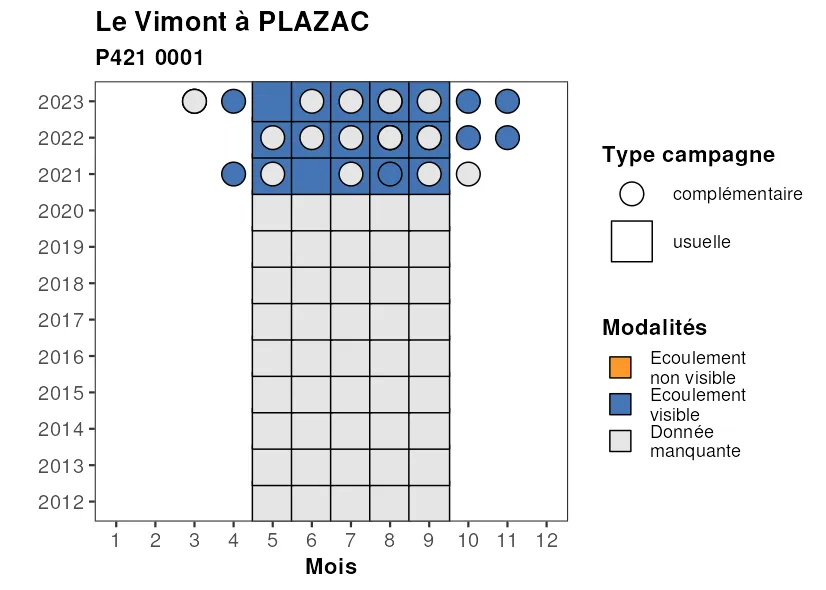 Le Vimont à PLAZAC
P421 0001
2023
2022
2021
2020
2019
2018
2017
2016
2015
2014
2013
2012
1 2 3 4 5 6 7 8 9 10 11 12
Mois
Type campagne
complémentaire
usuelle
Modalités
Ecoulement
non visible
Ecoulement
visible
Donnée
manquante